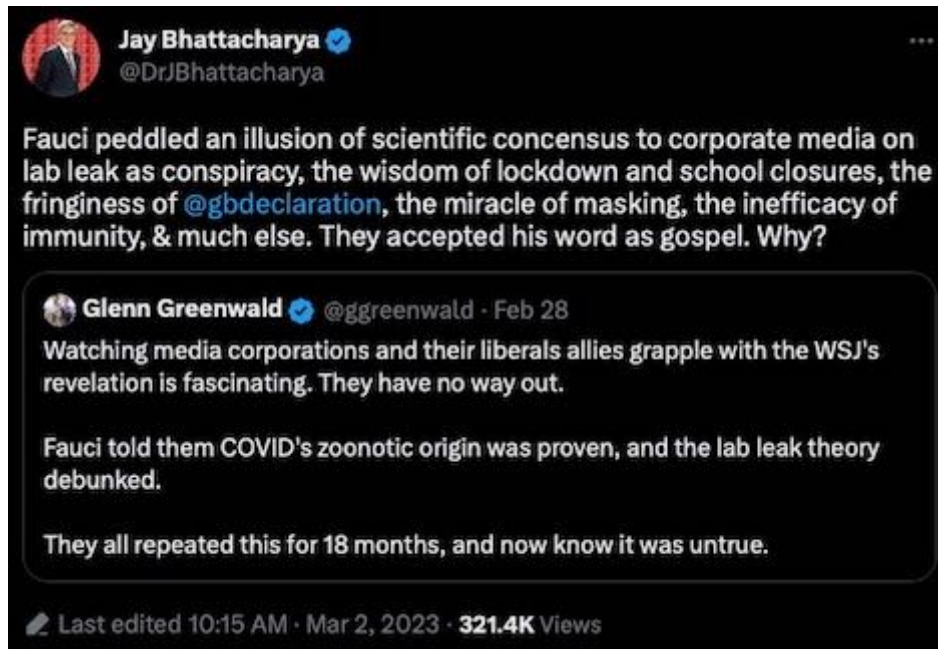 Jay Bhattacharya
@DrJBhattacharya
Fauci peddled an illusion of scientific concensus to corporate media on
lab leak as conspiracy, the wisdom of lockdown and school closures, the
fringiness of @gbdeclaration, the miracle of masking, the inefficacy of
immunity, & much else. They accepted his word as gospel. Why?
Glenn Greenwald @ggreenwald · Feb 28
Watching media corporations and their liberals allies grapple with the WSJ's
revelation is fascinating. They have no way out.
Fauci told them COVID's zoonotic origin was proven, and the lab leak theory
debunked.
They all repeated this for 18 months, and now know it was untrue.
Last edited 10:15 AM · Mar 2, 2023 · 321.4K Views